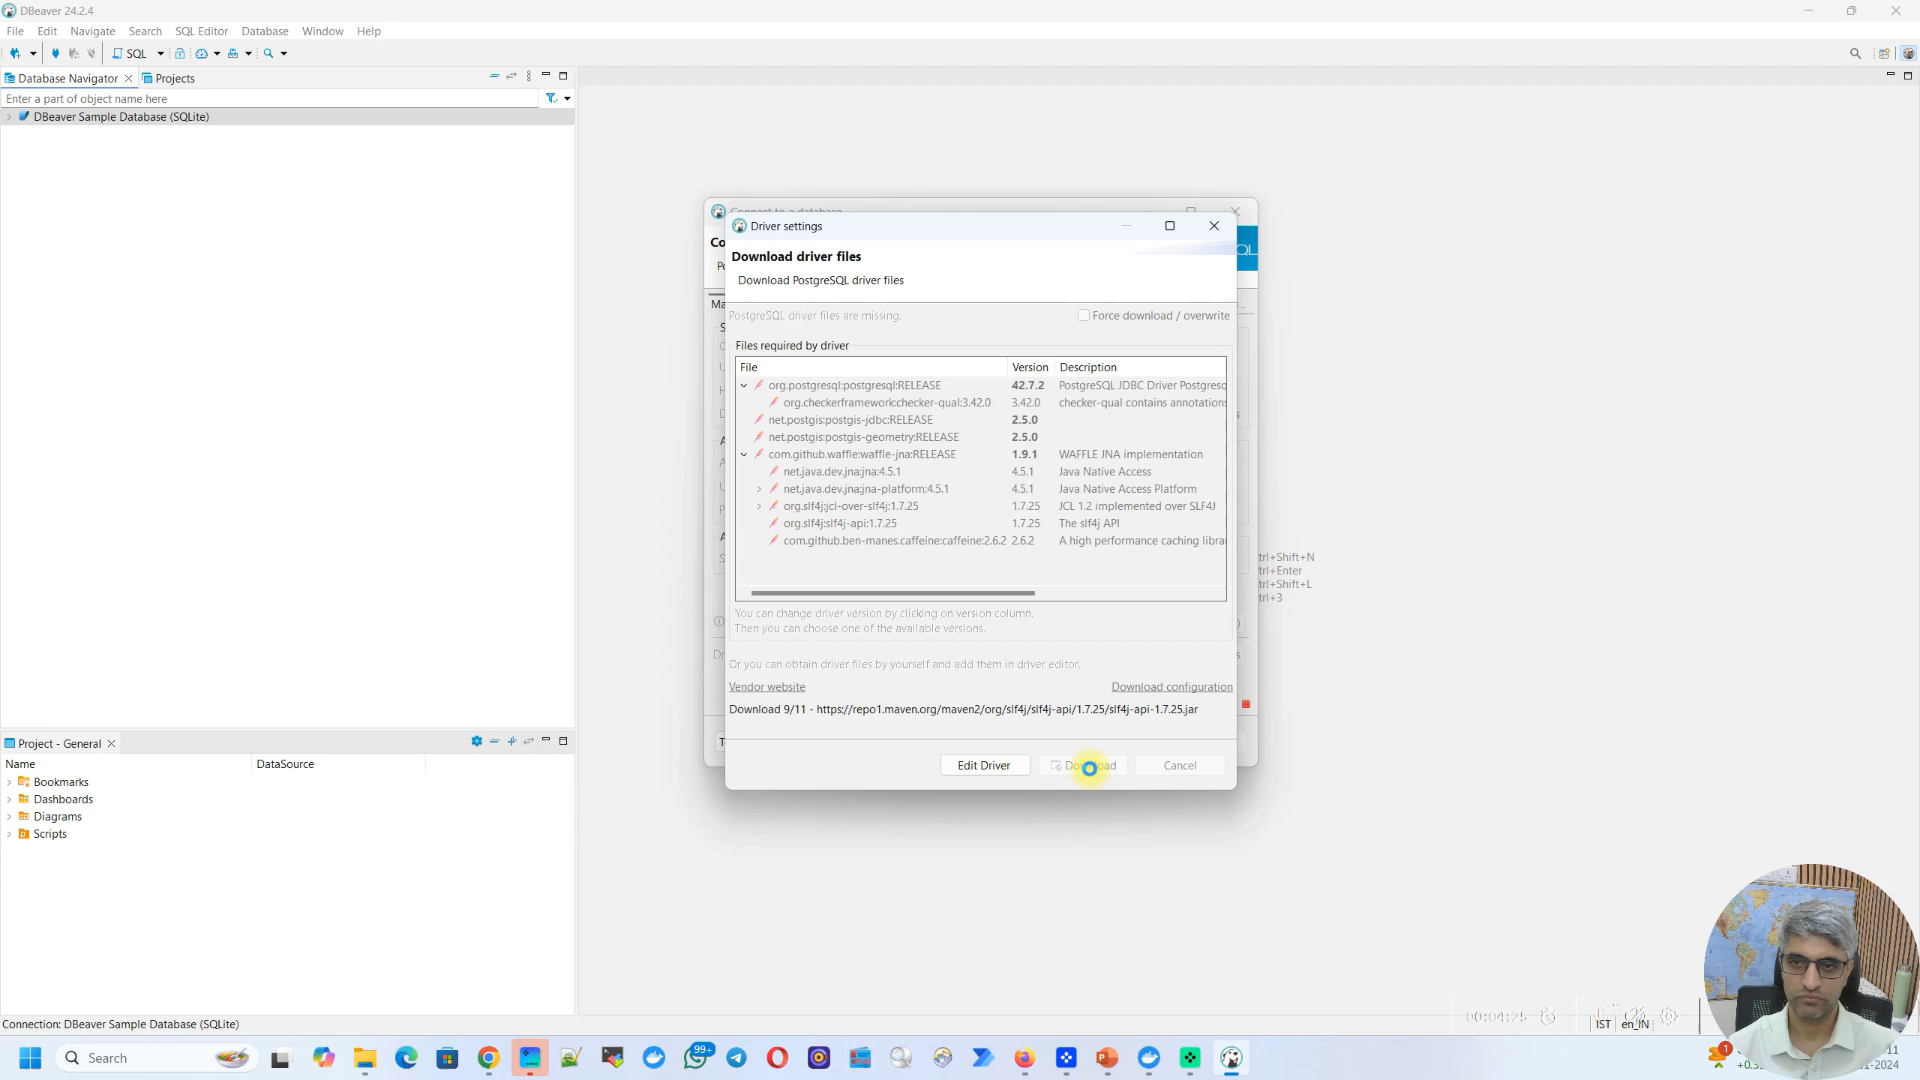 DBeaver 24.2.4
File Edit Navigate Search SQL Editor Database Window Help
SQL
Database Navigator Projects
Enter a part of object name here
DBeaver Sample Database (SQLite)
Connect to a database
Driver settings
Download driver files
Download PostgreSQL driver files
PostgreSQL driver files are missing.
Force download / overwrite
Files required by driver
File Version Description
org.postgresql:postgresql:RELEASE 42.7.2 PostgreSQL JDBC Driver Postgresq
org.checkerframework:checker-qual:3.42.0 3.42.0 checker-qual contains annotations
net.postgis:postgis-jdbc:RELEASE 2.5.0
net.postgis:postgis-geometry:RELEASE 2.5.0
com.github.waffle:waffle-jna:RELEASE 1.9.1 WAFFLE JNA implementation
net.java.dev.jna:jna:4.5.1 4.5.1 Java Native Access
net.java.dev.jna:jna-platform:4.5.1 4.5.1 Java Native Access Platform
org.slf4j:jcl-over-slf4j:1.7.25 1.7.25 JCL 1.2 implemented over SLF4J
org.slf4j:slf4j-api:1.7.25 1.7.25 The slf4j API
com.github.ben-manes.caffeine:caffeine:2.6.2 2.6.2 A high performance caching librar
trl+Shift+N
trl+Enter
trl+Shift+L
trl+3
You can change driver version by clicking on version column.
Then you can choose one of the available versions.
Or you can obtain driver files by yourself and add them in driver editor.
Vendor website Download configuration
Download 9/11 - https://repo1.maven.org/maven2/org/slf4j/slf4j-api/1.7.25/slf4j-api-1.7.25.jar
Edit Driver Download Cancel
Project - General
Name DataSource
Bookmarks
Dashboards
Diagrams
Scripts
Connection: DBeaver Sample Database (SQLite)
00:04:25
IST en_IN
Search
99+
1